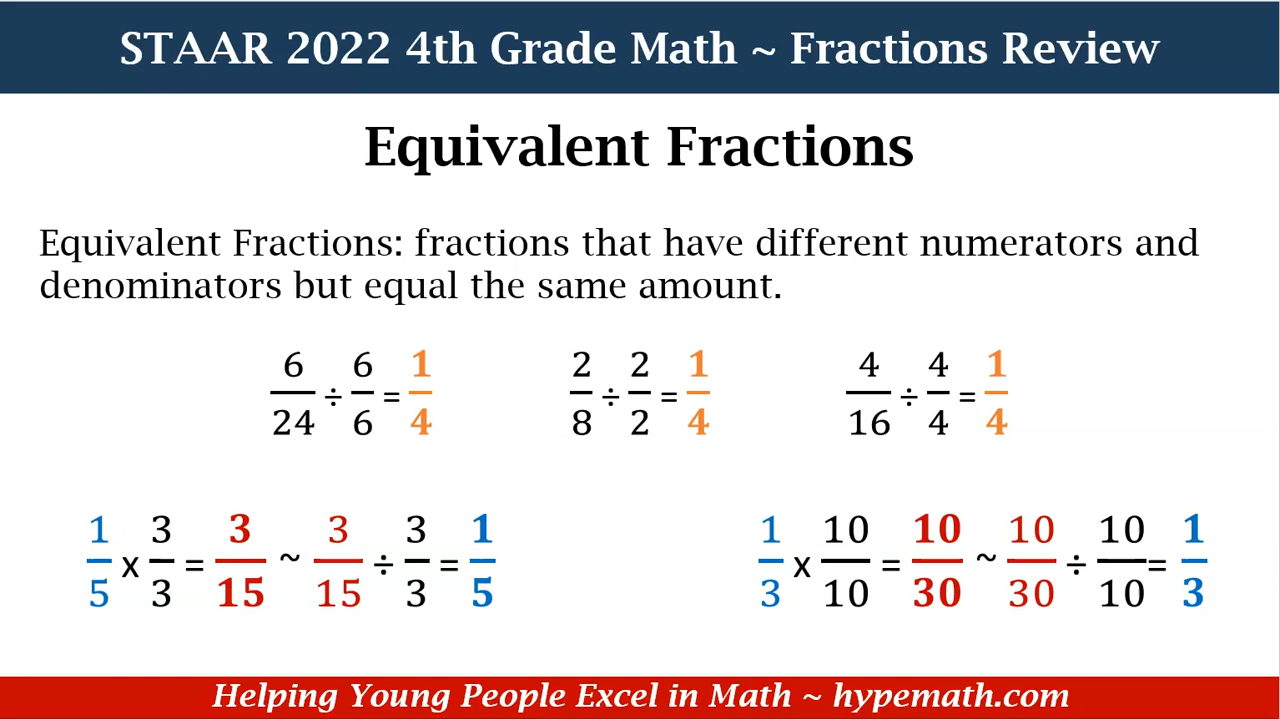 STAAR 2022 4th Grade Math ~ Fractions Review
Equivalent Fractions
Equivalent Fractions: fractions that have different numerators and
denominators but equal the same amount.
6/24 ÷ 6/6 = 1/4 2/8 ÷ 2/2 = 1/4 4/16 ÷ 4/4 = 1/4
1/5 x 3/3 = 3/15 ~ 3/15 ÷ 3/3 = 1/5 1/3 x 10/10 = 10/30 ~ 10/30 ÷ 10/10 = 1/3
Helping Young People Excel in Math ~ hypemath.com